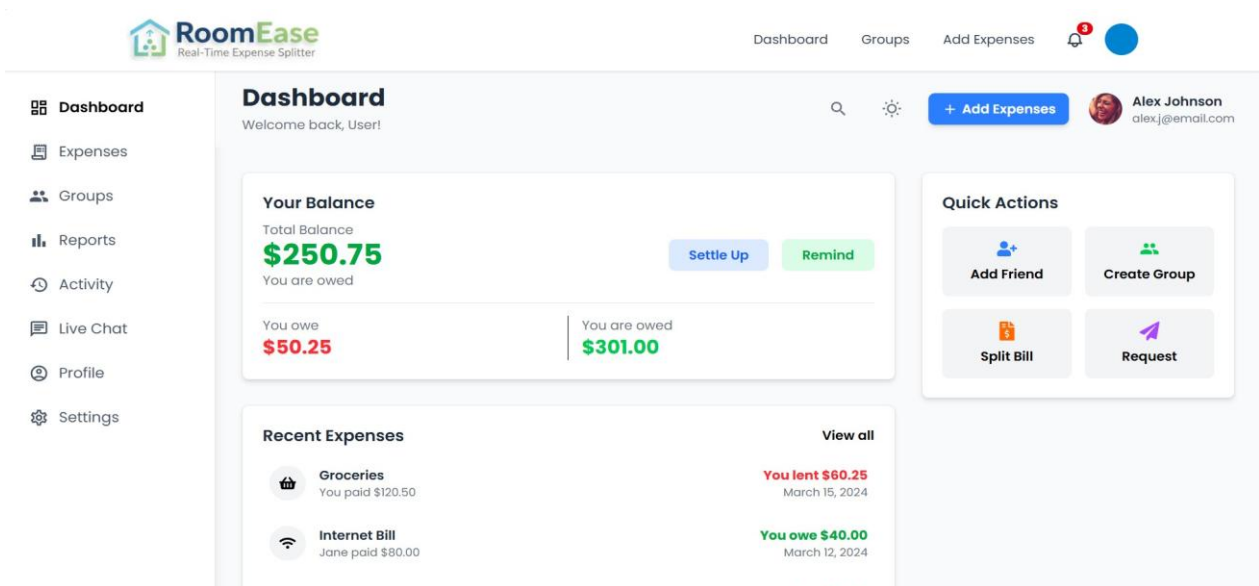 RoomEase
Real-Time Expense Splitter
Dashboard Groups Add Expenses 3
Dashboard
Expenses
Groups
Reports
Activity
Live Chat
Profile
Settings
Dashboard
Welcome back, User!
+ Add Expenses
Alex Johnson
alex.j@email.com
Your Balance
Total Balance
$250.75
You are owed
Settle Up Remind
You owe
$50.25
You are owed
$301.00
Quick Actions
Add Friend
Create Group
Split Bill
Request
Recent Expenses View all
Groceries
You paid $120.50
You lent $60.25
March 15, 2024
Internet Bill
Jane paid $80.00
You owe $40.00
March 12, 2024